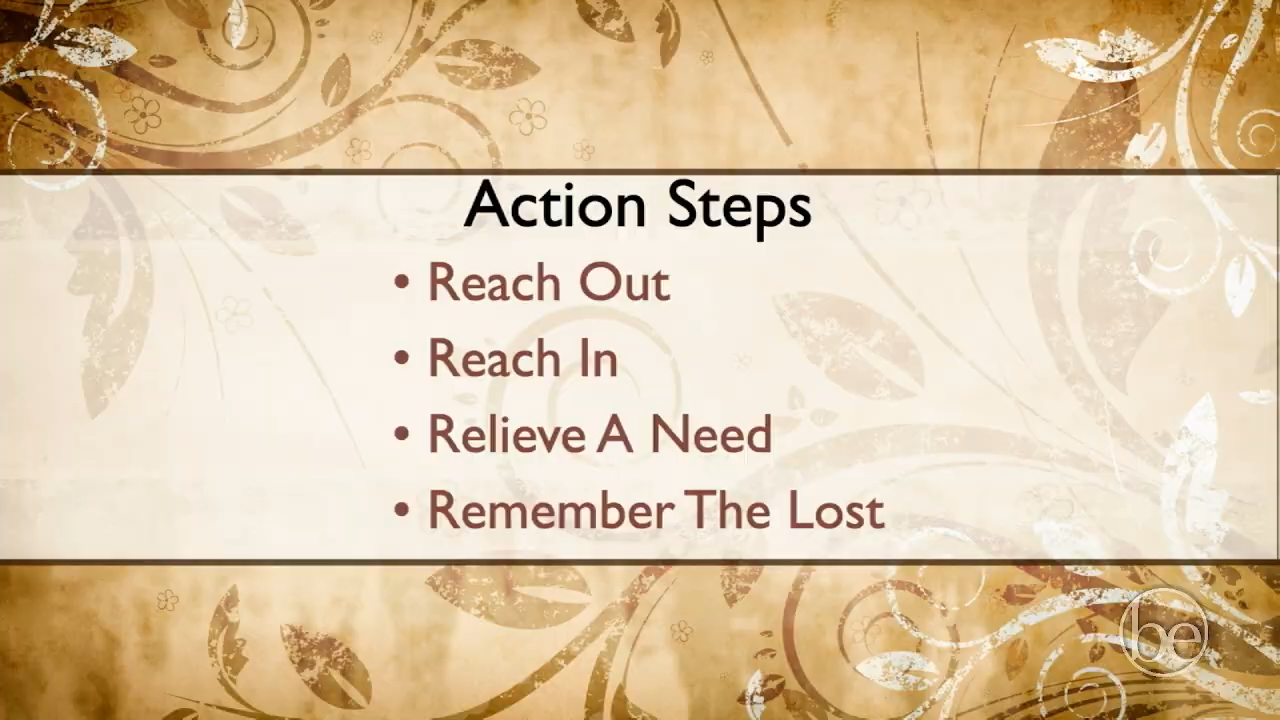 Action Steps
• Reach Out
• Reach In
• Relieve A Need
• Remember The Lost
be